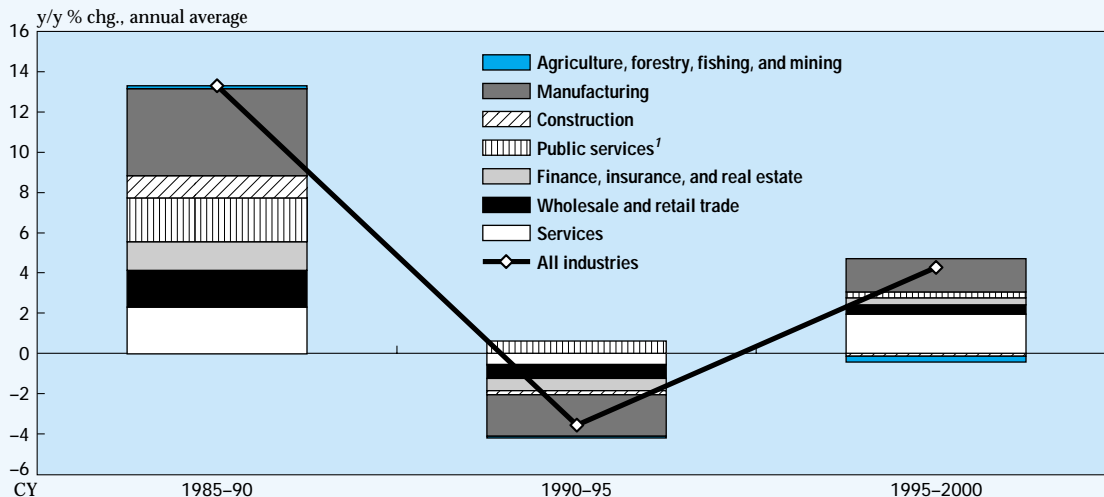 y/y % chg., annual average
16
14
12
10
8
6
4
2
0
–2
–4
–6
Agriculture, forestry, fishing, and mining
Manufacturing
Construction
Public services1
Finance, insurance, and real estate
Wholesale and retail trade
Services
All industries
CY 1985–90 1990–95 1995–2000